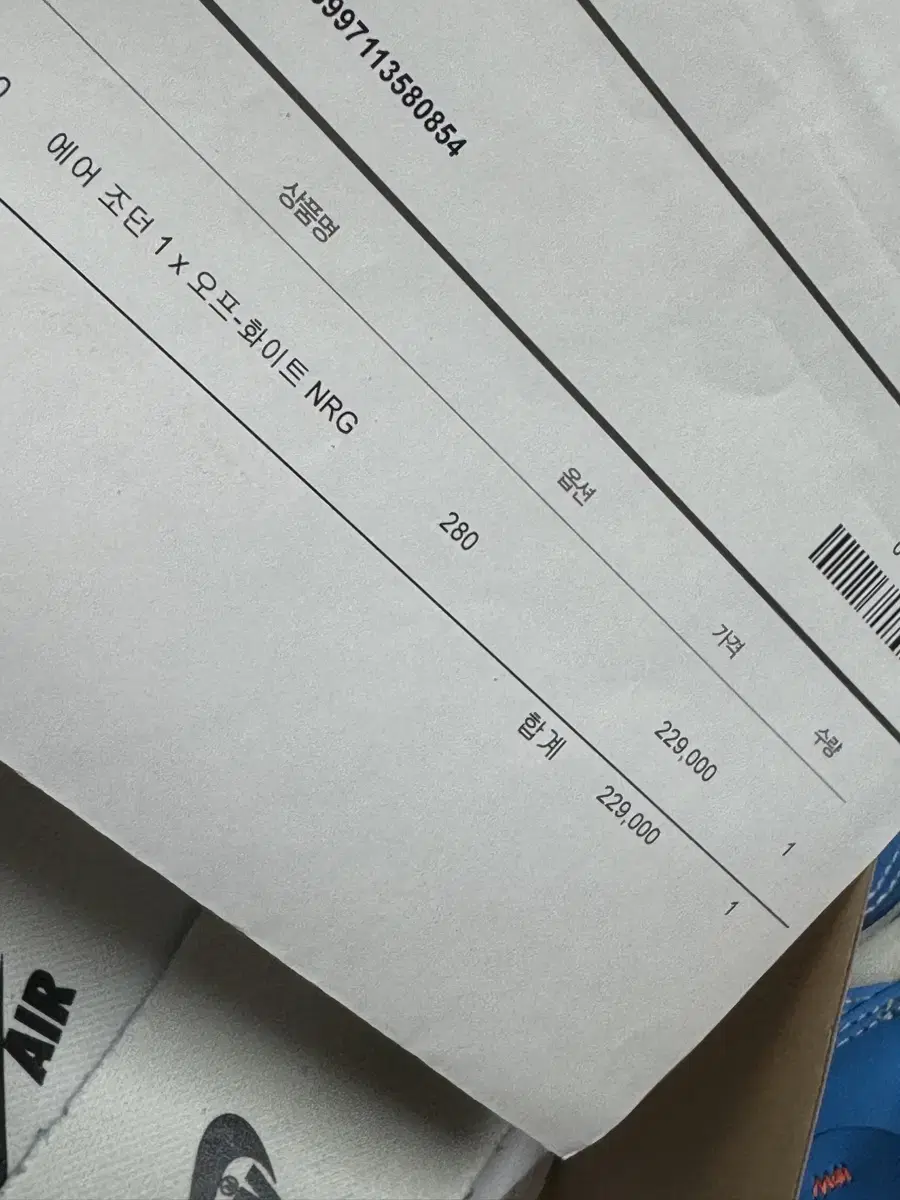 997113580854
상품명 옵션 가격 수량
에어 조던 1 x 오프-화이트 NRG 280 229,000 1
합계 229,000 1
AIR